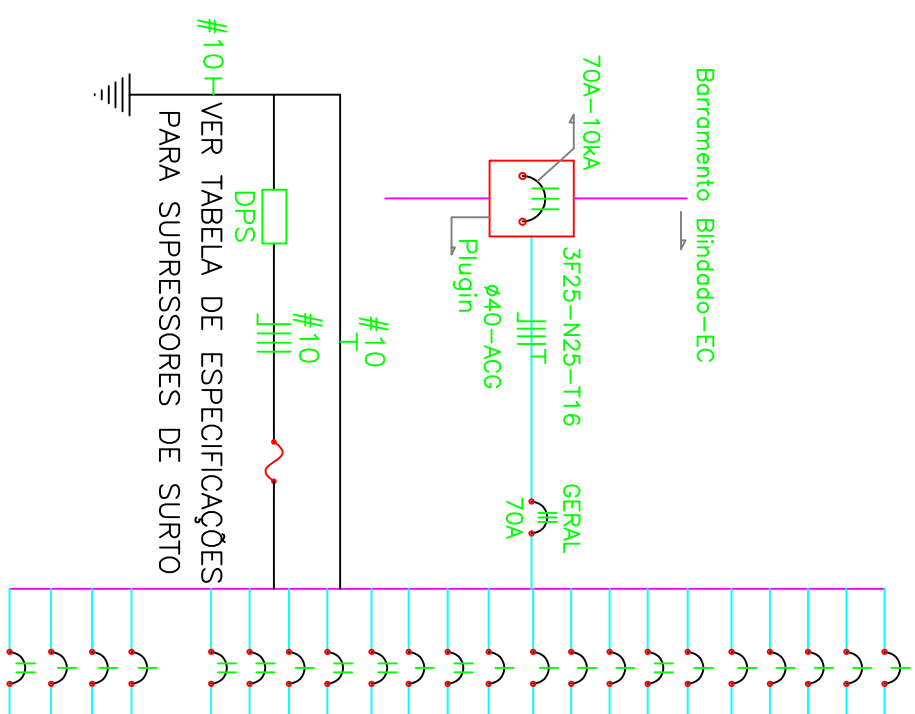 Barramento Blindado-EC
70A-10kA
3F25-N25-T16
ø40-ACG
Plugin
GERAL
70A
#10
#10
DPS
#10
VER TABELA DE ESPECIFICAÇÕES
PARA SUPRESSORES DE SURTO